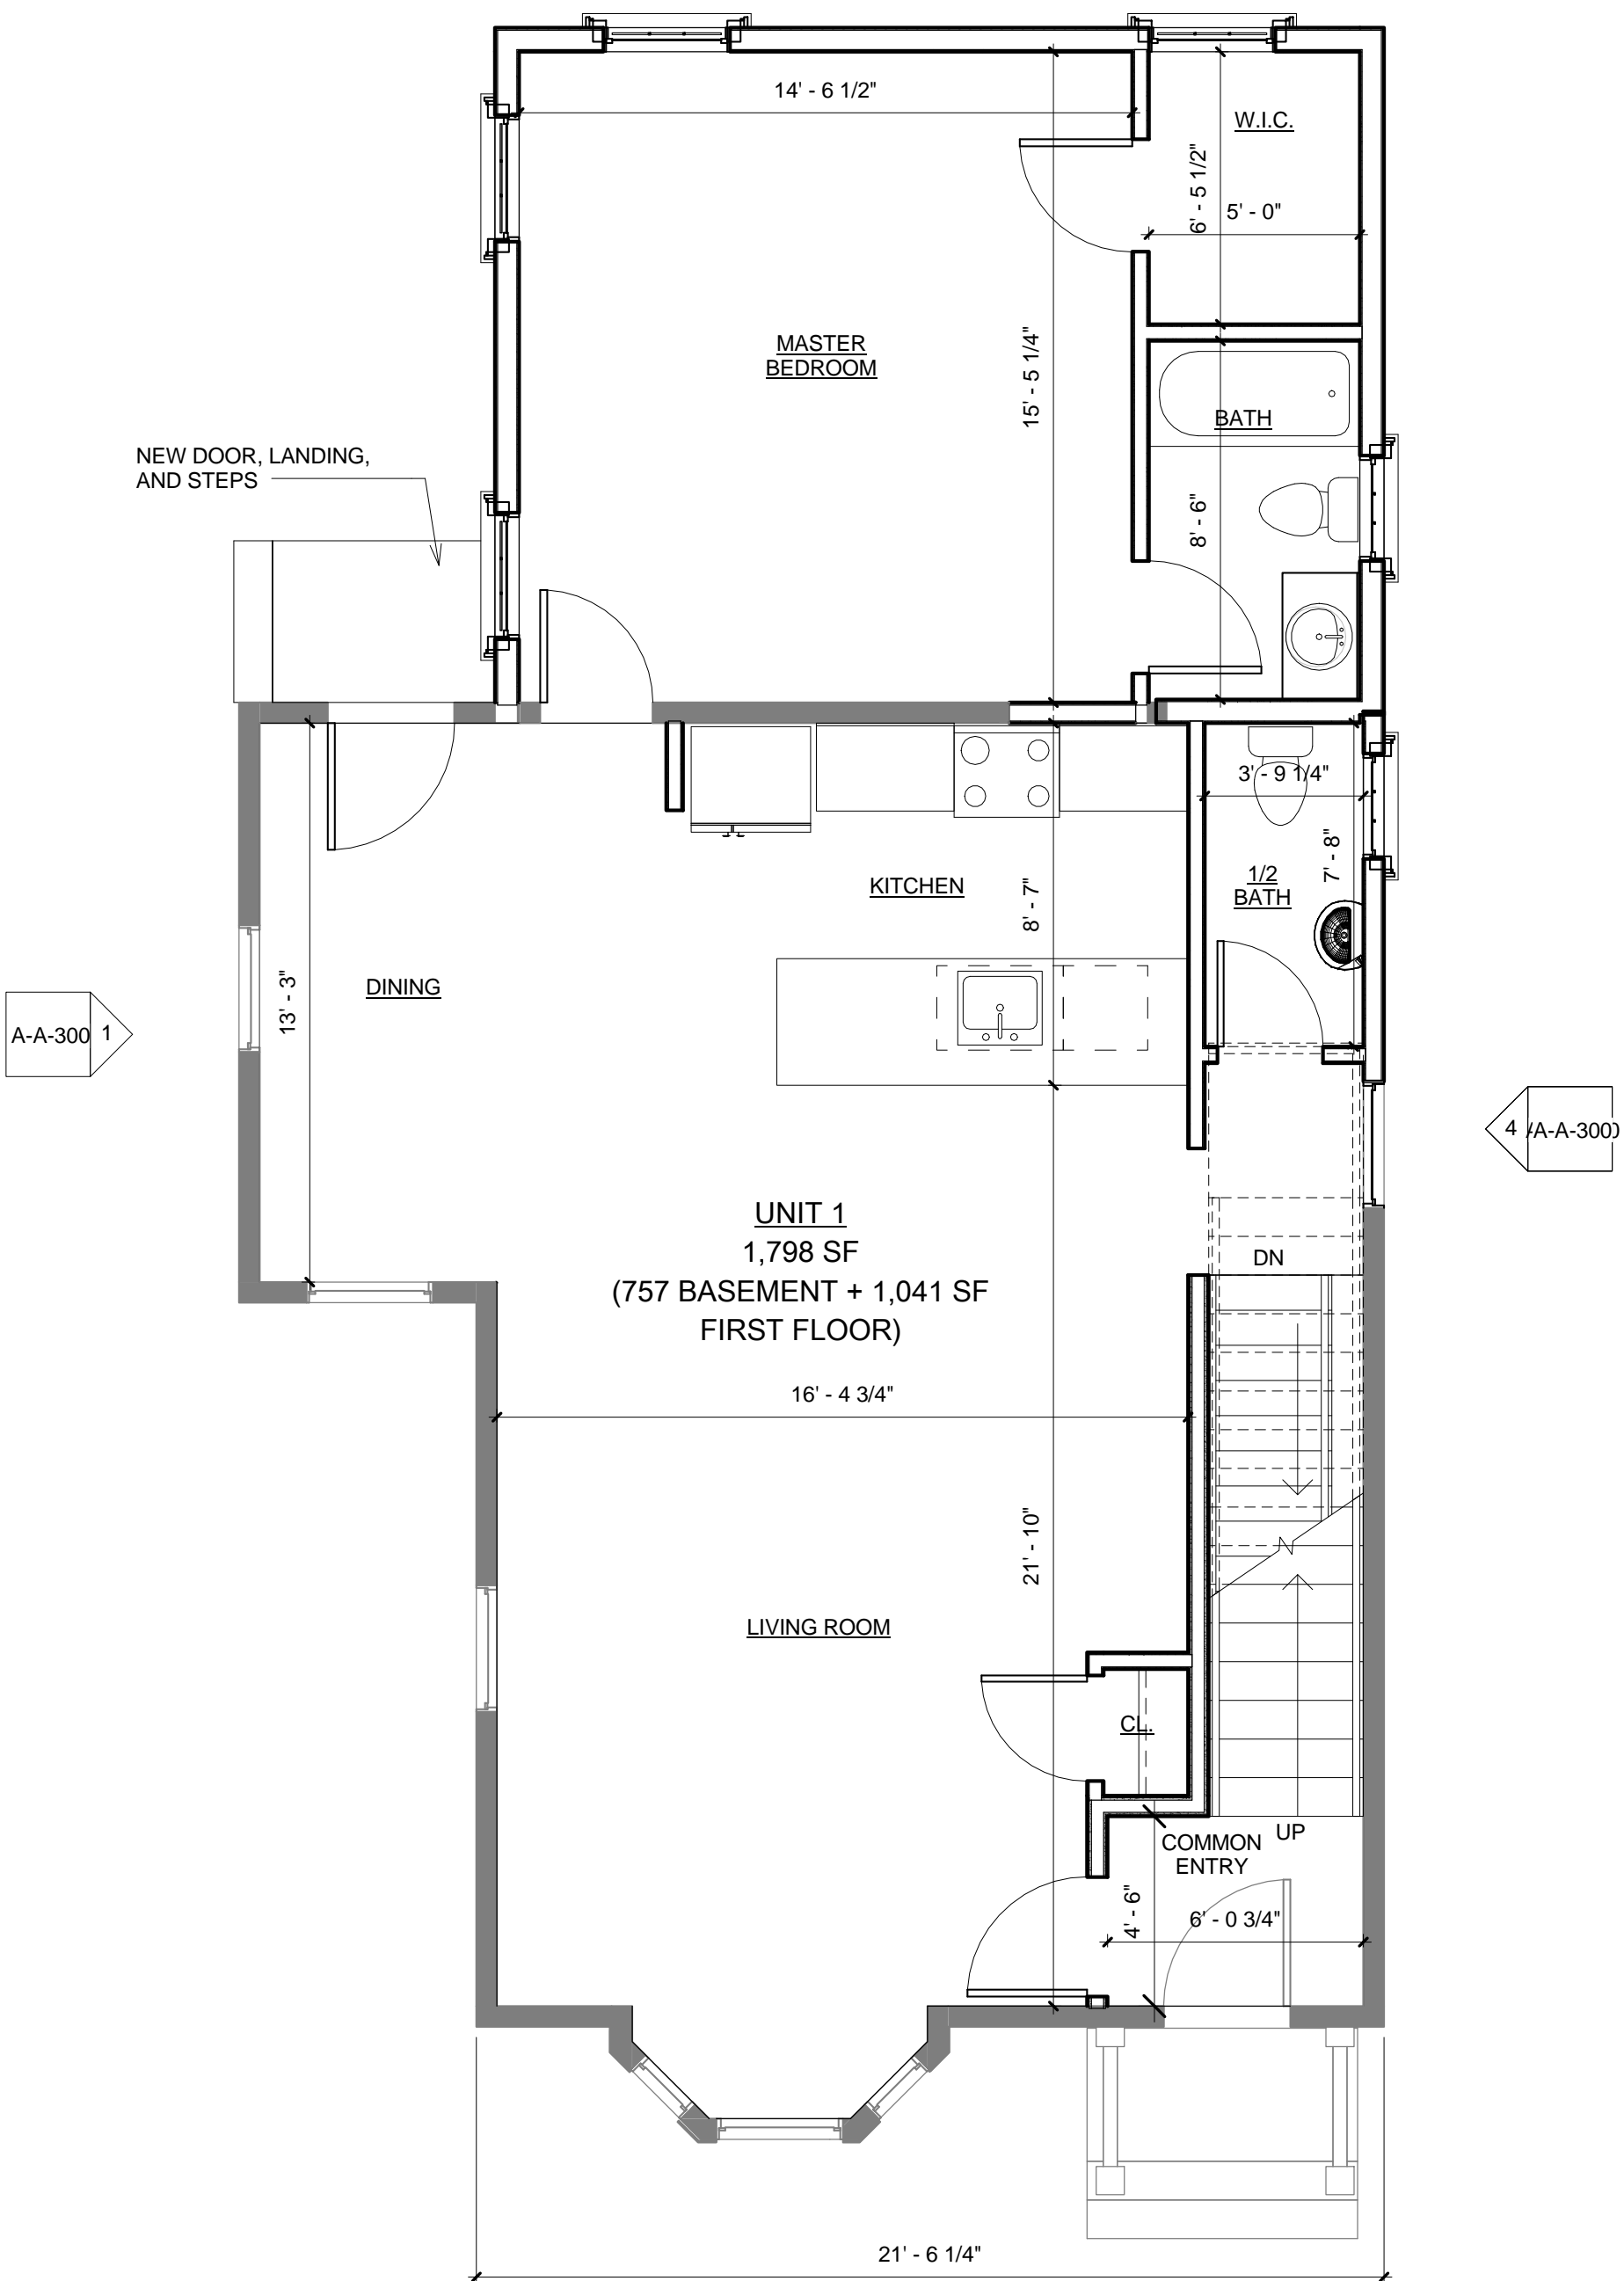 14' - 6 1/2"
W.I.C.
6' - 5 1/2"
5' - 0"
MASTER
BEDROOM
15' - 5 1/4"
BATH
NEW DOOR, LANDING,
AND STEPS
8' - 6"
3' - 9 1/4"
7' - 8"
1/2
BATH
KITCHEN
8' - 7"
DINING
13' - 3"
A-A-300 1
4 /A-A-300
UNIT 1
1,798 SF
(757 BASEMENT + 1,041 SF
FIRST FLOOR)
DN
16' - 4 3/4"
21' - 10"
LIVING ROOM
CL.
UP
COMMON
ENTRY
4' - 6"
6' - 0 3/4"
21' - 6 1/4"